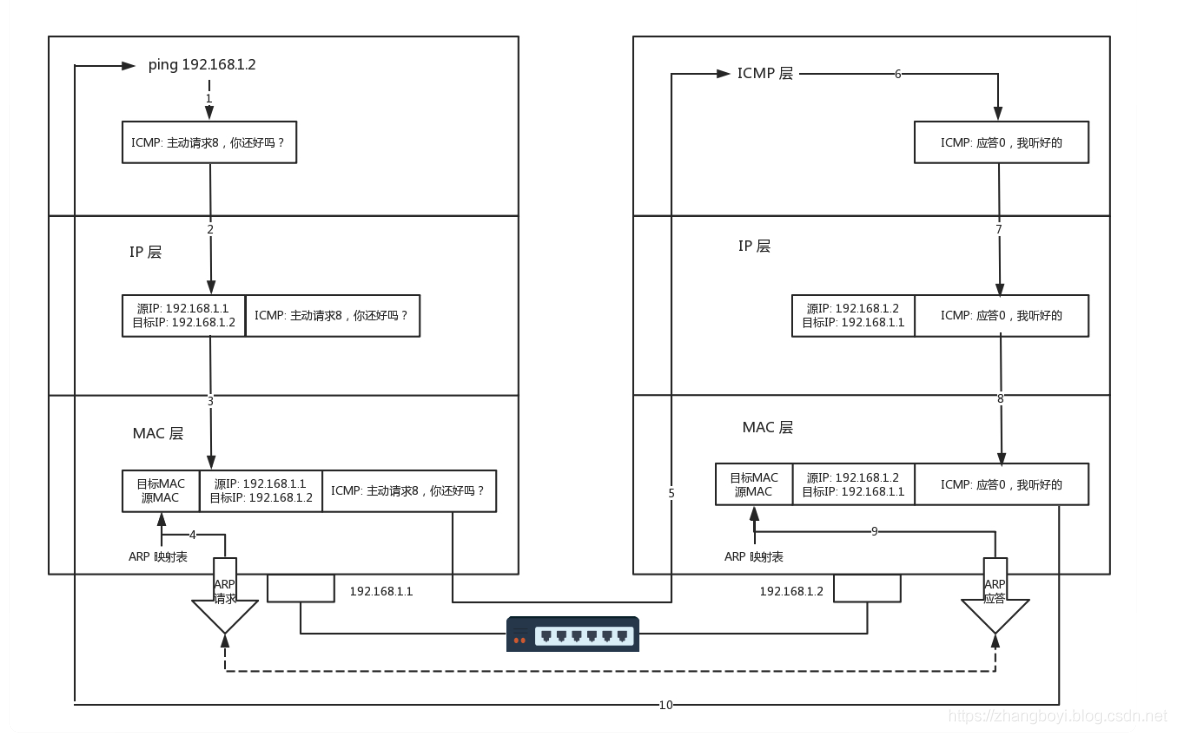 ping 192.168.1.2
1
ICMP: 主动请求8，你还好吗？
2
IP 层
源IP: 192.168.1.1
目标IP: 192.168.1.2
ICMP: 主动请求8，你还好吗？
3
MAC 层
目标MAC
源MAC
源IP: 192.168.1.1
目标IP: 192.168.1.2
ICMP: 主动请求8，你还好吗？
4
ARP 映射表
ARP
请求
192.168.1.1
5
ICMP 层
6
ICMP: 应答0，我听好的
7
IP 层
源IP: 192.168.1.2
目标IP: 192.168.1.1
ICMP: 应答0，我听好的
8
MAC 层
目标MAC
源MAC
源IP: 192.168.1.2
目标IP: 192.168.1.1
ICMP: 应答0，我听好的
9
ARP 映射表
192.168.1.2
ARP
应答
10
https://zhangboyi.blog.csdn.net